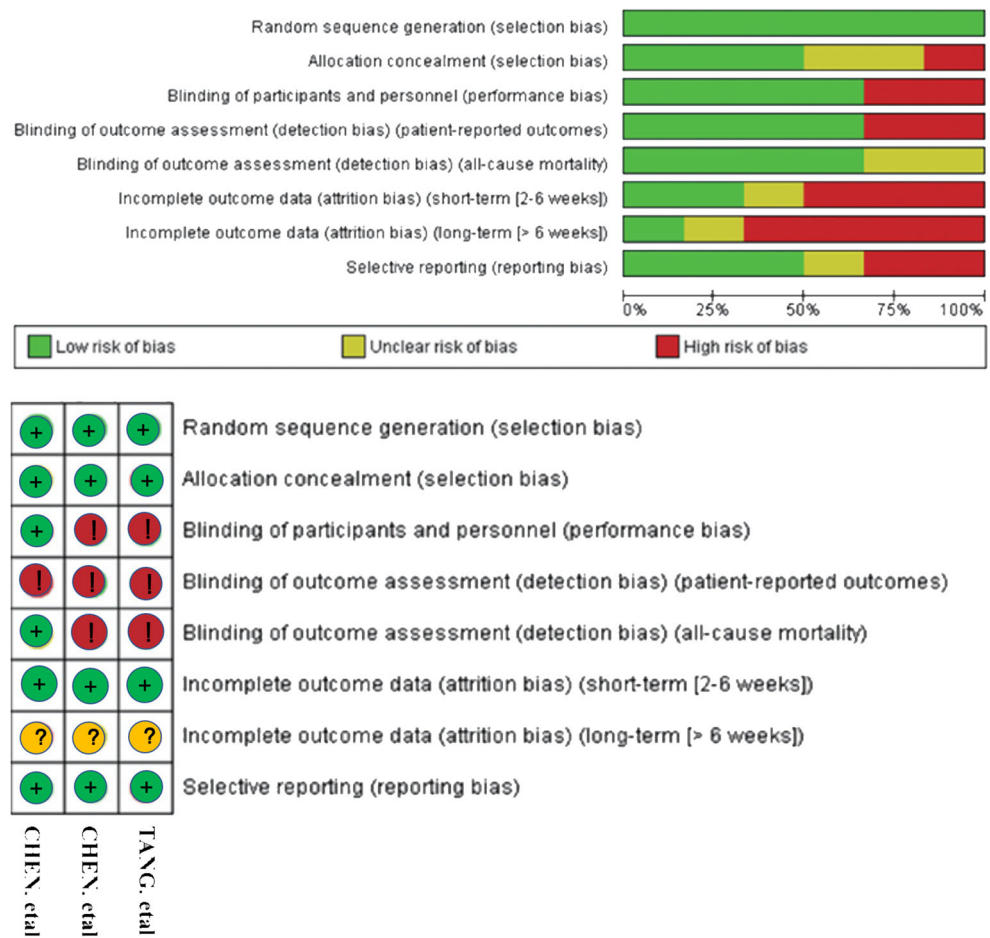 Random sequence generation (selection bias)
Allocation concealment (selection bias)
Blinding of participants and personnel (performance bias)
Blinding of outcome assessment (detection bias) (patient-reported outcomes)
Blinding of outcome assessment (detection bias) (all-cause mortality)
Incomplete outcome data (attrition bias) (short-term [2-6 weeks])
Incomplete outcome data (attrition bias) (long-term [> 6 weeks])
Selective reporting (reporting bias)
0% 25% 50% 75% 100%
Low risk of bias Unclear risk of bias High risk of bias
+ + + Random sequence generation (selection bias)
+ + + Allocation concealment (selection bias)
+ ! ! Blinding of participants and personnel (performance bias)
! ! ! Blinding of outcome assessment (detection bias) (patient-reported outcomes)
+ ! ! Blinding of outcome assessment (detection bias) (all-cause mortality)
+ + + Incomplete outcome data (attrition bias) (short-term [2-6 weeks])
? ? ? Incomplete outcome data (attrition bias) (long-term [> 6 weeks])
+ + + Selective reporting (reporting bias)
CHEN. etal
CHEN. etal
TANG. etal